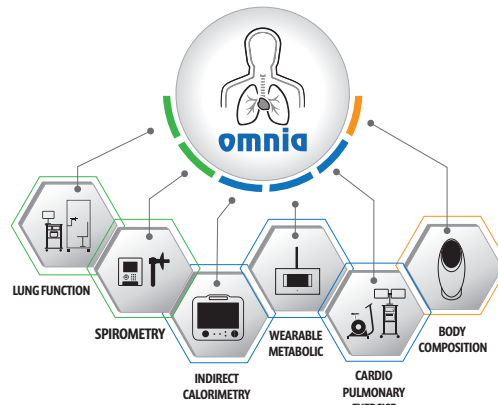 omnia
LUNG FUNCTION
SPIROMETRY
INDIRECT
CALORIMETRY
WEARABLE
METABOLIC
CARDIO
PULMONARY
BODY
COMPOSITION